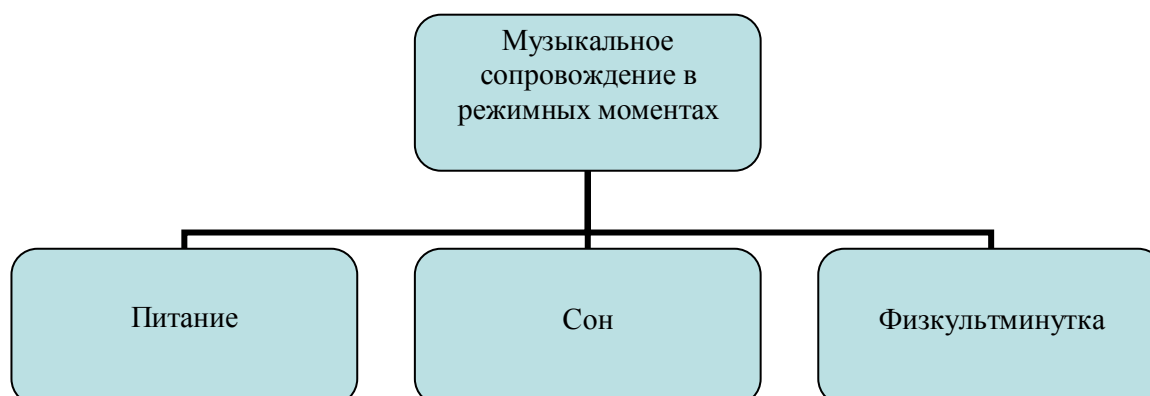 Музыкальное
сопровождение в
режимных моментах
Питание
Сон
Физкультминутка